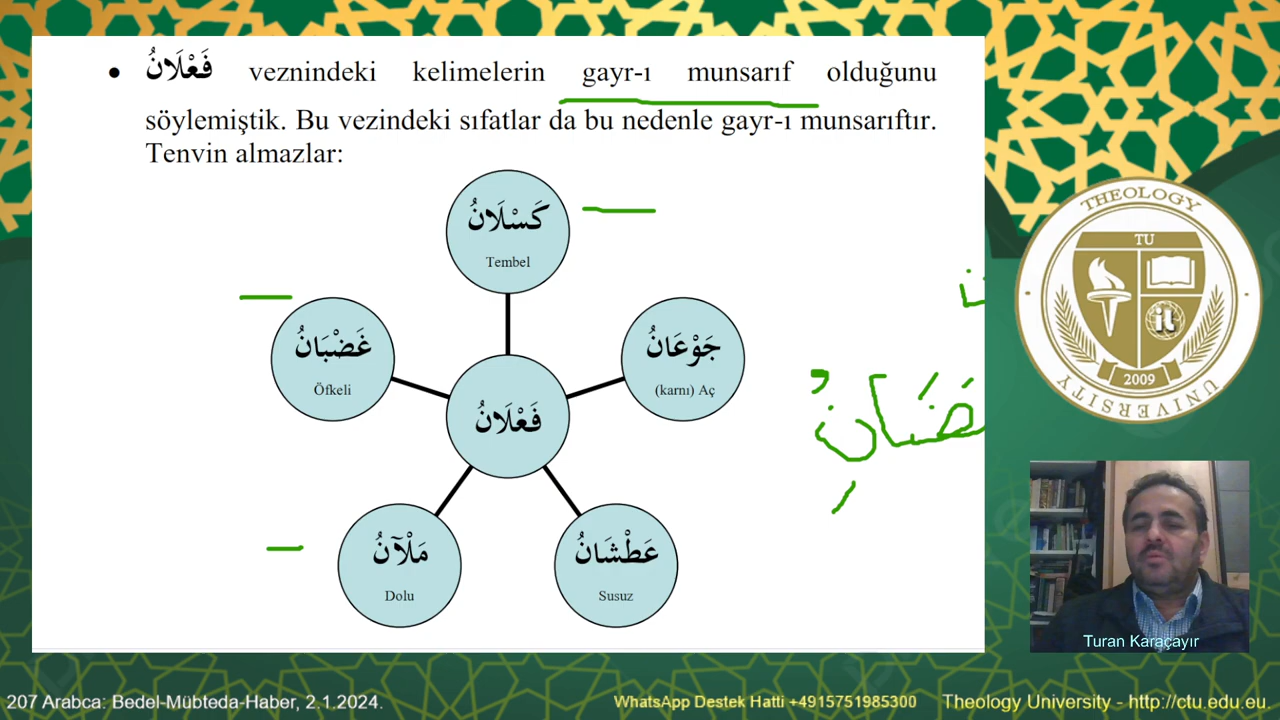 • فَعْلَانُ veznindeki kelimelerin gayr-ı munsarıf olduğunu
söylemiştik. Bu vezindeki sıfatlar da bu nedenle gayr-ı munsarıftır.
Tenvin almazlar:
كَسْلَانُ
Tembel
غَضْبَانُ
Öfkeli
جَوْعَانُ
(karnı) Aç
فَعْلَانُ
مَلْآنُ
Dolu
عَطْشَانُ
Susuz
THEOLOGY
TU
2009
UNIVERSITY
Turan Karaçayır
207 Arabca: Bedel-Mübteda-Haber, 2.1.2024.
WhatsApp Destek Hatti +4915751985300
Theology University - http://ctu.edu.eu.